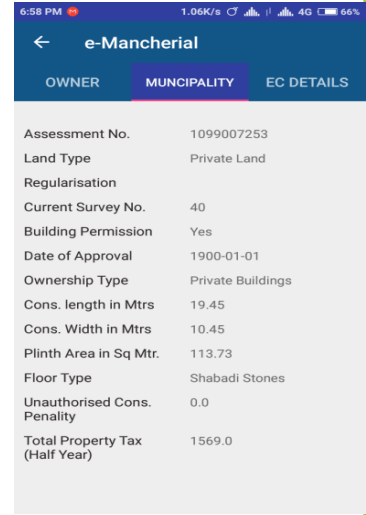 6:58 PM 1.06K/s 4G 66%
e-Mancherial
OWNER MUNCIPALITY EC DETAILS
Assessment No. 1099007253
Land Type Private Land
Regularisation
Current Survey No. 40
Building Permission Yes
Date of Approval 1900-01-01
Ownership Type Private Buildings
Cons. length in Mtrs 19.45
Cons. Width in Mtrs 10.45
Plinth Area in Sq Mtr. 113.73
Floor Type Shabadi Stones
Unauthorised Cons. 0.0
Penality
Total Property Tax 1569.0
(Half Year)